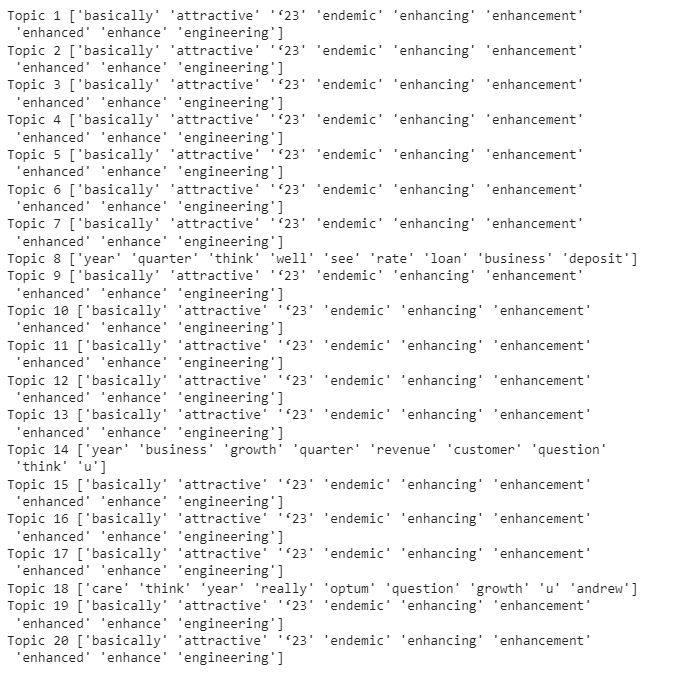 Topic 1 ['basically' 'attractive' '‘23' 'endemic' 'enhancing' 'enhancement'
 'enhanced' 'enhance' 'engineering']
Topic 2 ['basically' 'attractive' '‘23' 'endemic' 'enhancing' 'enhancement'
 'enhanced' 'enhance' 'engineering']
Topic 3 ['basically' 'attractive' '‘23' 'endemic' 'enhancing' 'enhancement'
 'enhanced' 'enhance' 'engineering']
Topic 4 ['basically' 'attractive' '‘23' 'endemic' 'enhancing' 'enhancement'
 'enhanced' 'enhance' 'engineering']
Topic 5 ['basically' 'attractive' '‘23' 'endemic' 'enhancing' 'enhancement'
 'enhanced' 'enhance' 'engineering']
Topic 6 ['basically' 'attractive' '‘23' 'endemic' 'enhancing' 'enhancement'
 'enhanced' 'enhance' 'engineering']
Topic 7 ['basically' 'attractive' '‘23' 'endemic' 'enhancing' 'enhancement'
 'enhanced' 'enhance' 'engineering']
Topic 8 ['year' 'quarter' 'think' 'well' 'see' 'rate' 'loan' 'business' 'deposit']
Topic 9 ['basically' 'attractive' '‘23' 'endemic' 'enhancing' 'enhancement'
 'enhanced' 'enhance' 'engineering']
Topic 10 ['basically' 'attractive' '‘23' 'endemic' 'enhancing' 'enhancement'
 'enhanced' 'enhance' 'engineering']
Topic 11 ['basically' 'attractive' '‘23' 'endemic' 'enhancing' 'enhancement'
 'enhanced' 'enhance' 'engineering']
Topic 12 ['basically' 'attractive' '‘23' 'endemic' 'enhancing' 'enhancement'
 'enhanced' 'enhance' 'engineering']
Topic 13 ['basically' 'attractive' '‘23' 'endemic' 'enhancing' 'enhancement'
 'enhanced' 'enhance' 'engineering']
Topic 14 ['year' 'business' 'growth' 'quarter' 'revenue' 'customer' 'question'
 'think' 'u']
Topic 15 ['basically' 'attractive' '‘23' 'endemic' 'enhancing' 'enhancement'
 'enhanced' 'enhance' 'engineering']
Topic 16 ['basically' 'attractive' '‘23' 'endemic' 'enhancing' 'enhancement'
 'enhanced' 'enhance' 'engineering']
Topic 17 ['basically' 'attractive' '‘23' 'endemic' 'enhancing' 'enhancement'
 'enhanced' 'enhance' 'engineering']
Topic 18 ['care' 'think' 'year' 'really' 'optum' 'question' 'growth' 'u' 'andrew']
Topic 19 ['basically' 'attractive' '‘23' 'endemic' 'enhancing' 'enhancement'
 'enhanced' 'enhance' 'engineering']
Topic 20 ['basically' 'attractive' '‘23' 'endemic' 'enhancing' 'enhancement'
 'enhanced' 'enhance' 'engineering']